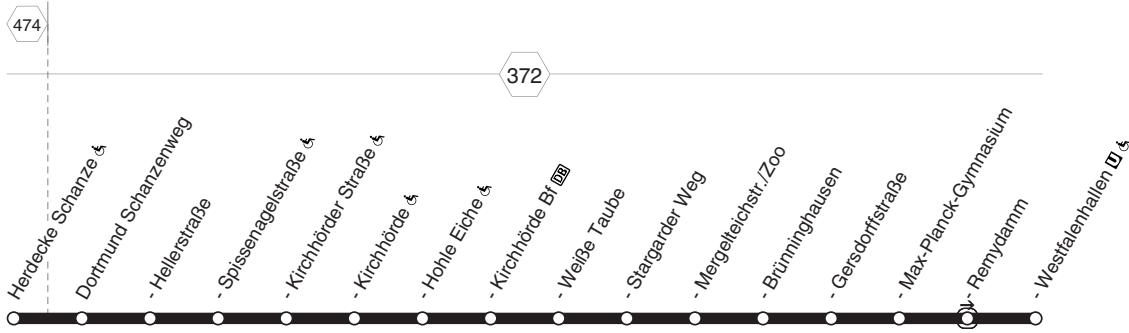 474
372
Herdecke Schanze
Dortmund Schanzenweg
- Hellerstraße
- Spissenagelstraße
- Kirchhörder Straße
- Kirchhörde
- Hohle Eiche
- Kirchhörde Bf DB
- Weiße Taube
- Stargarder Weg
- Mergelteichstr./Zoo
- Brünninghausen
- Gersdorffstraße
- Max-Planck-Gymnasium
- Remydamm
- Westfalenhallen U